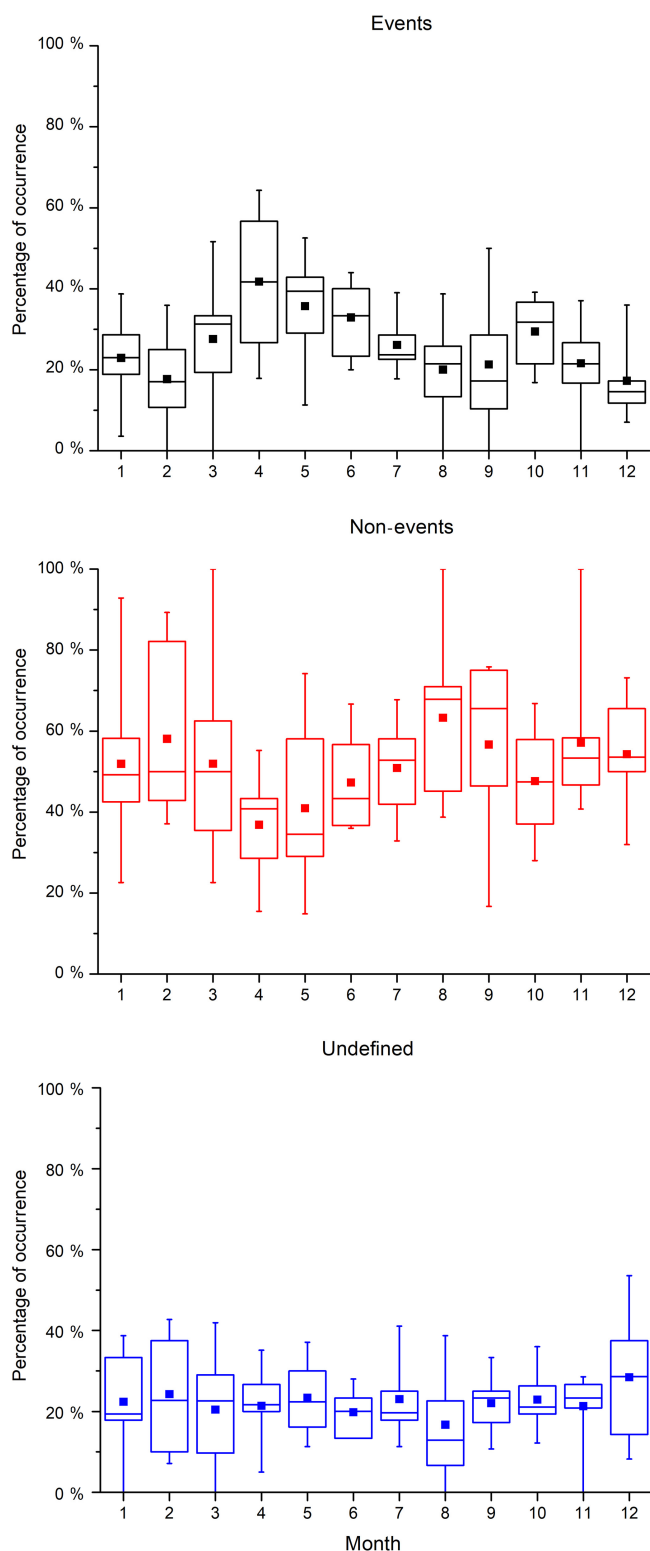 Events
Percentage of occurrence
100 %
80 %
60 %
40 %
20 %
0 %
1 2 3 4 5 6 7 8 9 10 11 12
Non-events
Percentage of occurrence
100 %
80 %
60 %
40 %
20 %
0 %
1 2 3 4 5 6 7 8 9 10 11 12
Undefined
Percentage of occurrence
100 %
80 %
60 %
40 %
20 %
0 %
1 2 3 4 5 6 7 8 9 10 11 12
Month